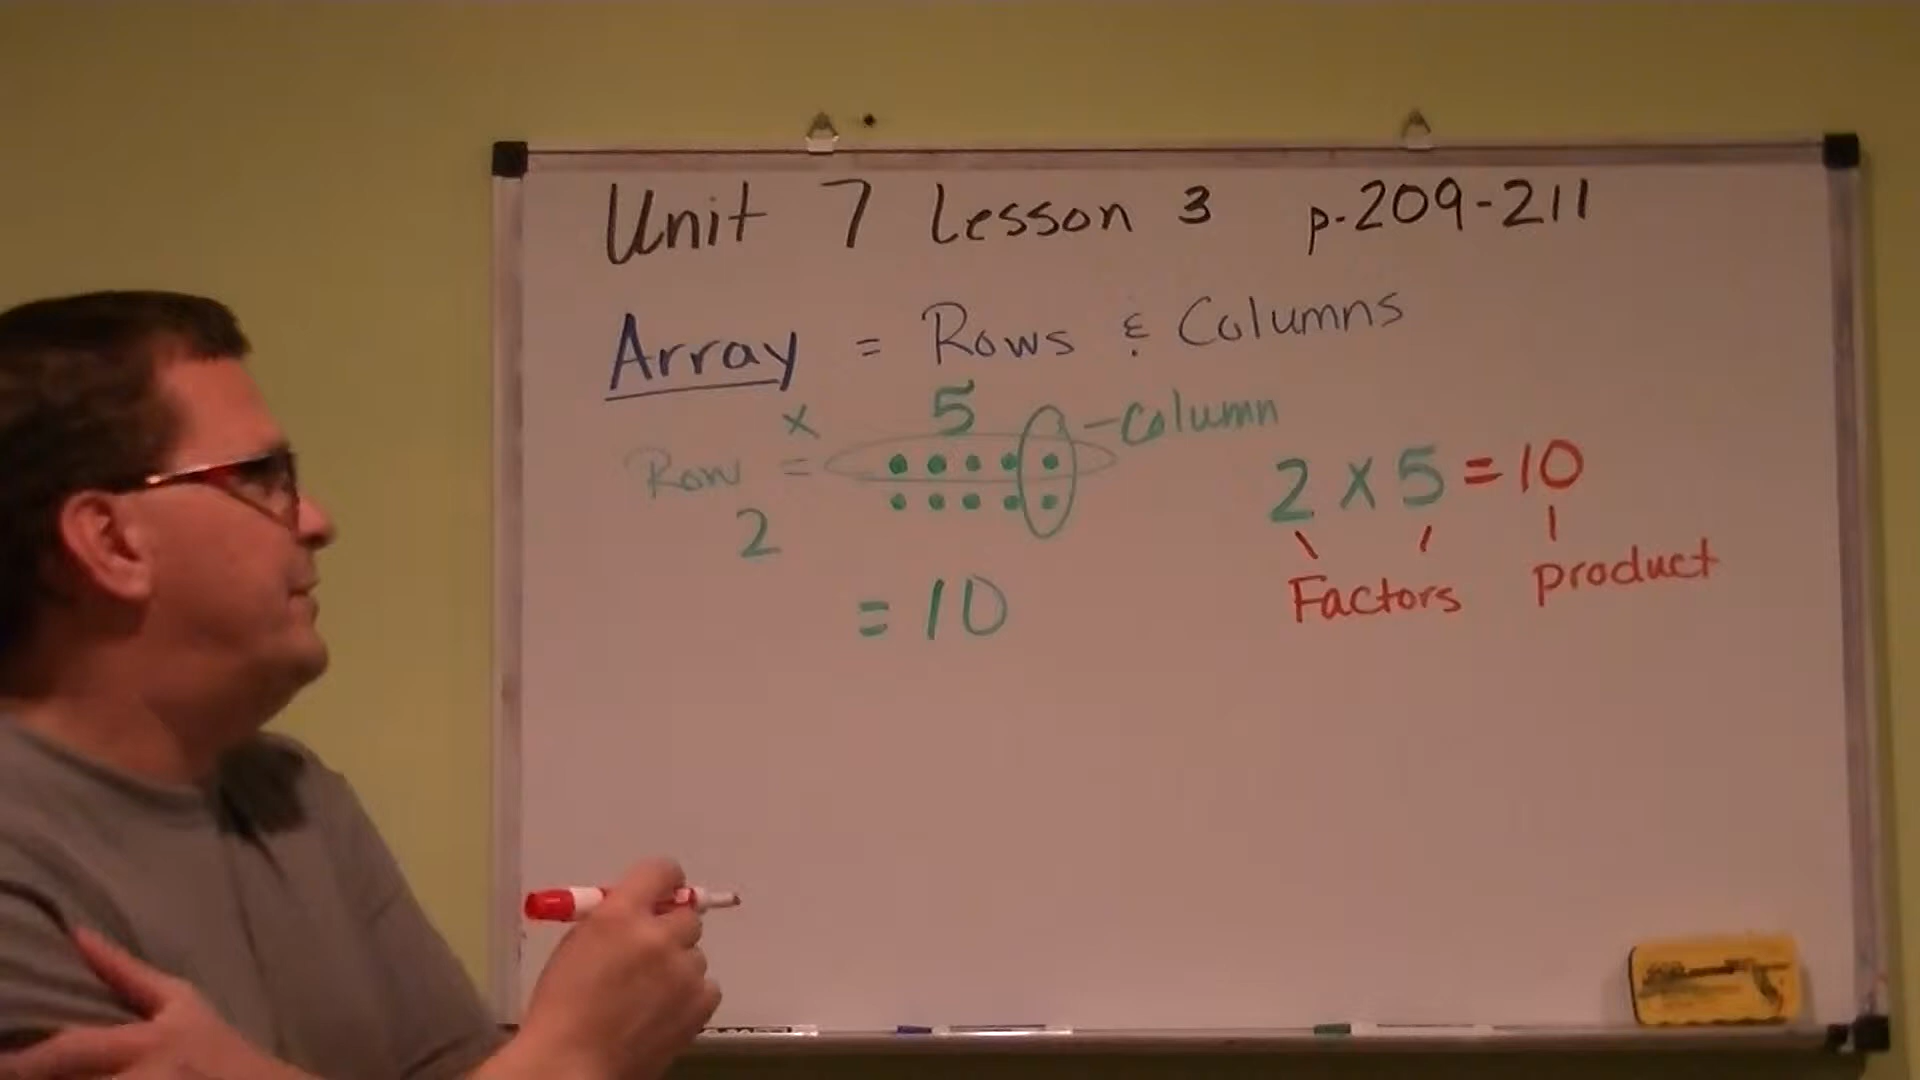 Unit 7 Lesson 3 p.209-211
Array = Rows & Columns
x 5 -Column
Row =
2
= 10
2 x 5 = 10
Factors product